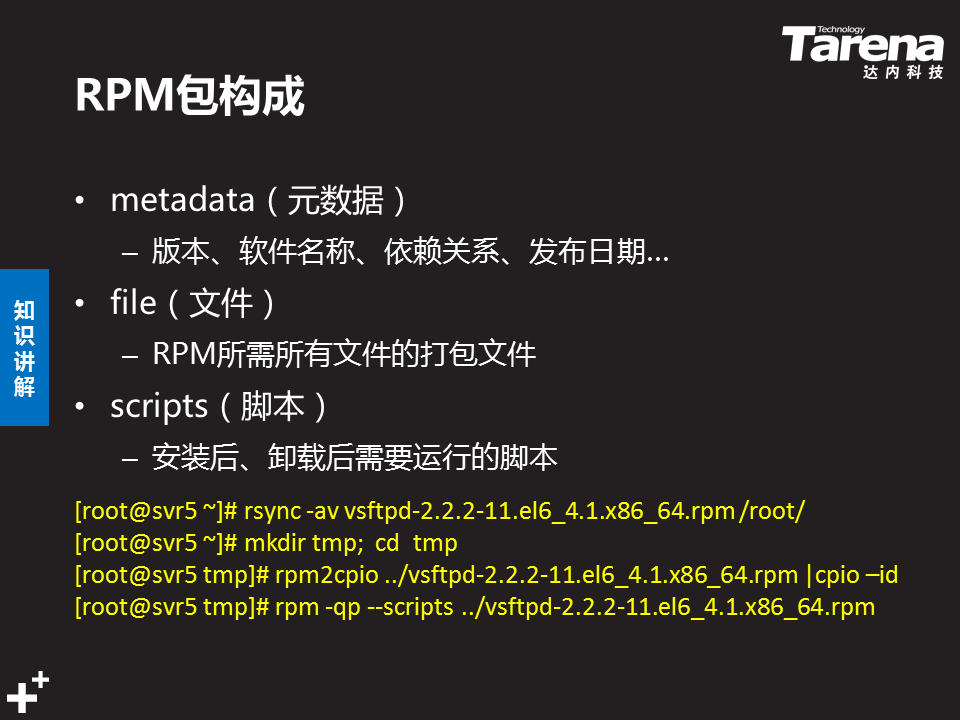 Technology
Tarena
达内科技
RPM包构成
• metadata（元数据）
– 版本、软件名称、依赖关系、发布日期…
• file（文件）
– RPM所需所有文件的打包文件
• scripts（脚本）
– 安装后、卸载后需要运行的脚本
知
识
讲
解
[root@svr5 ~]# rsync -av vsftpd-2.2.2-11.el6_4.1.x86_64.rpm /root/
[root@svr5 ~]# mkdir tmp;  cd  tmp
[root@svr5 tmp]# rpm2cpio ../vsftpd-2.2.2-11.el6_4.1.x86_64.rpm |cpio –id
[root@svr5 tmp]# rpm -qp --scripts ../vsftpd-2.2.2-11.el6_4.1.x86_64.rpm